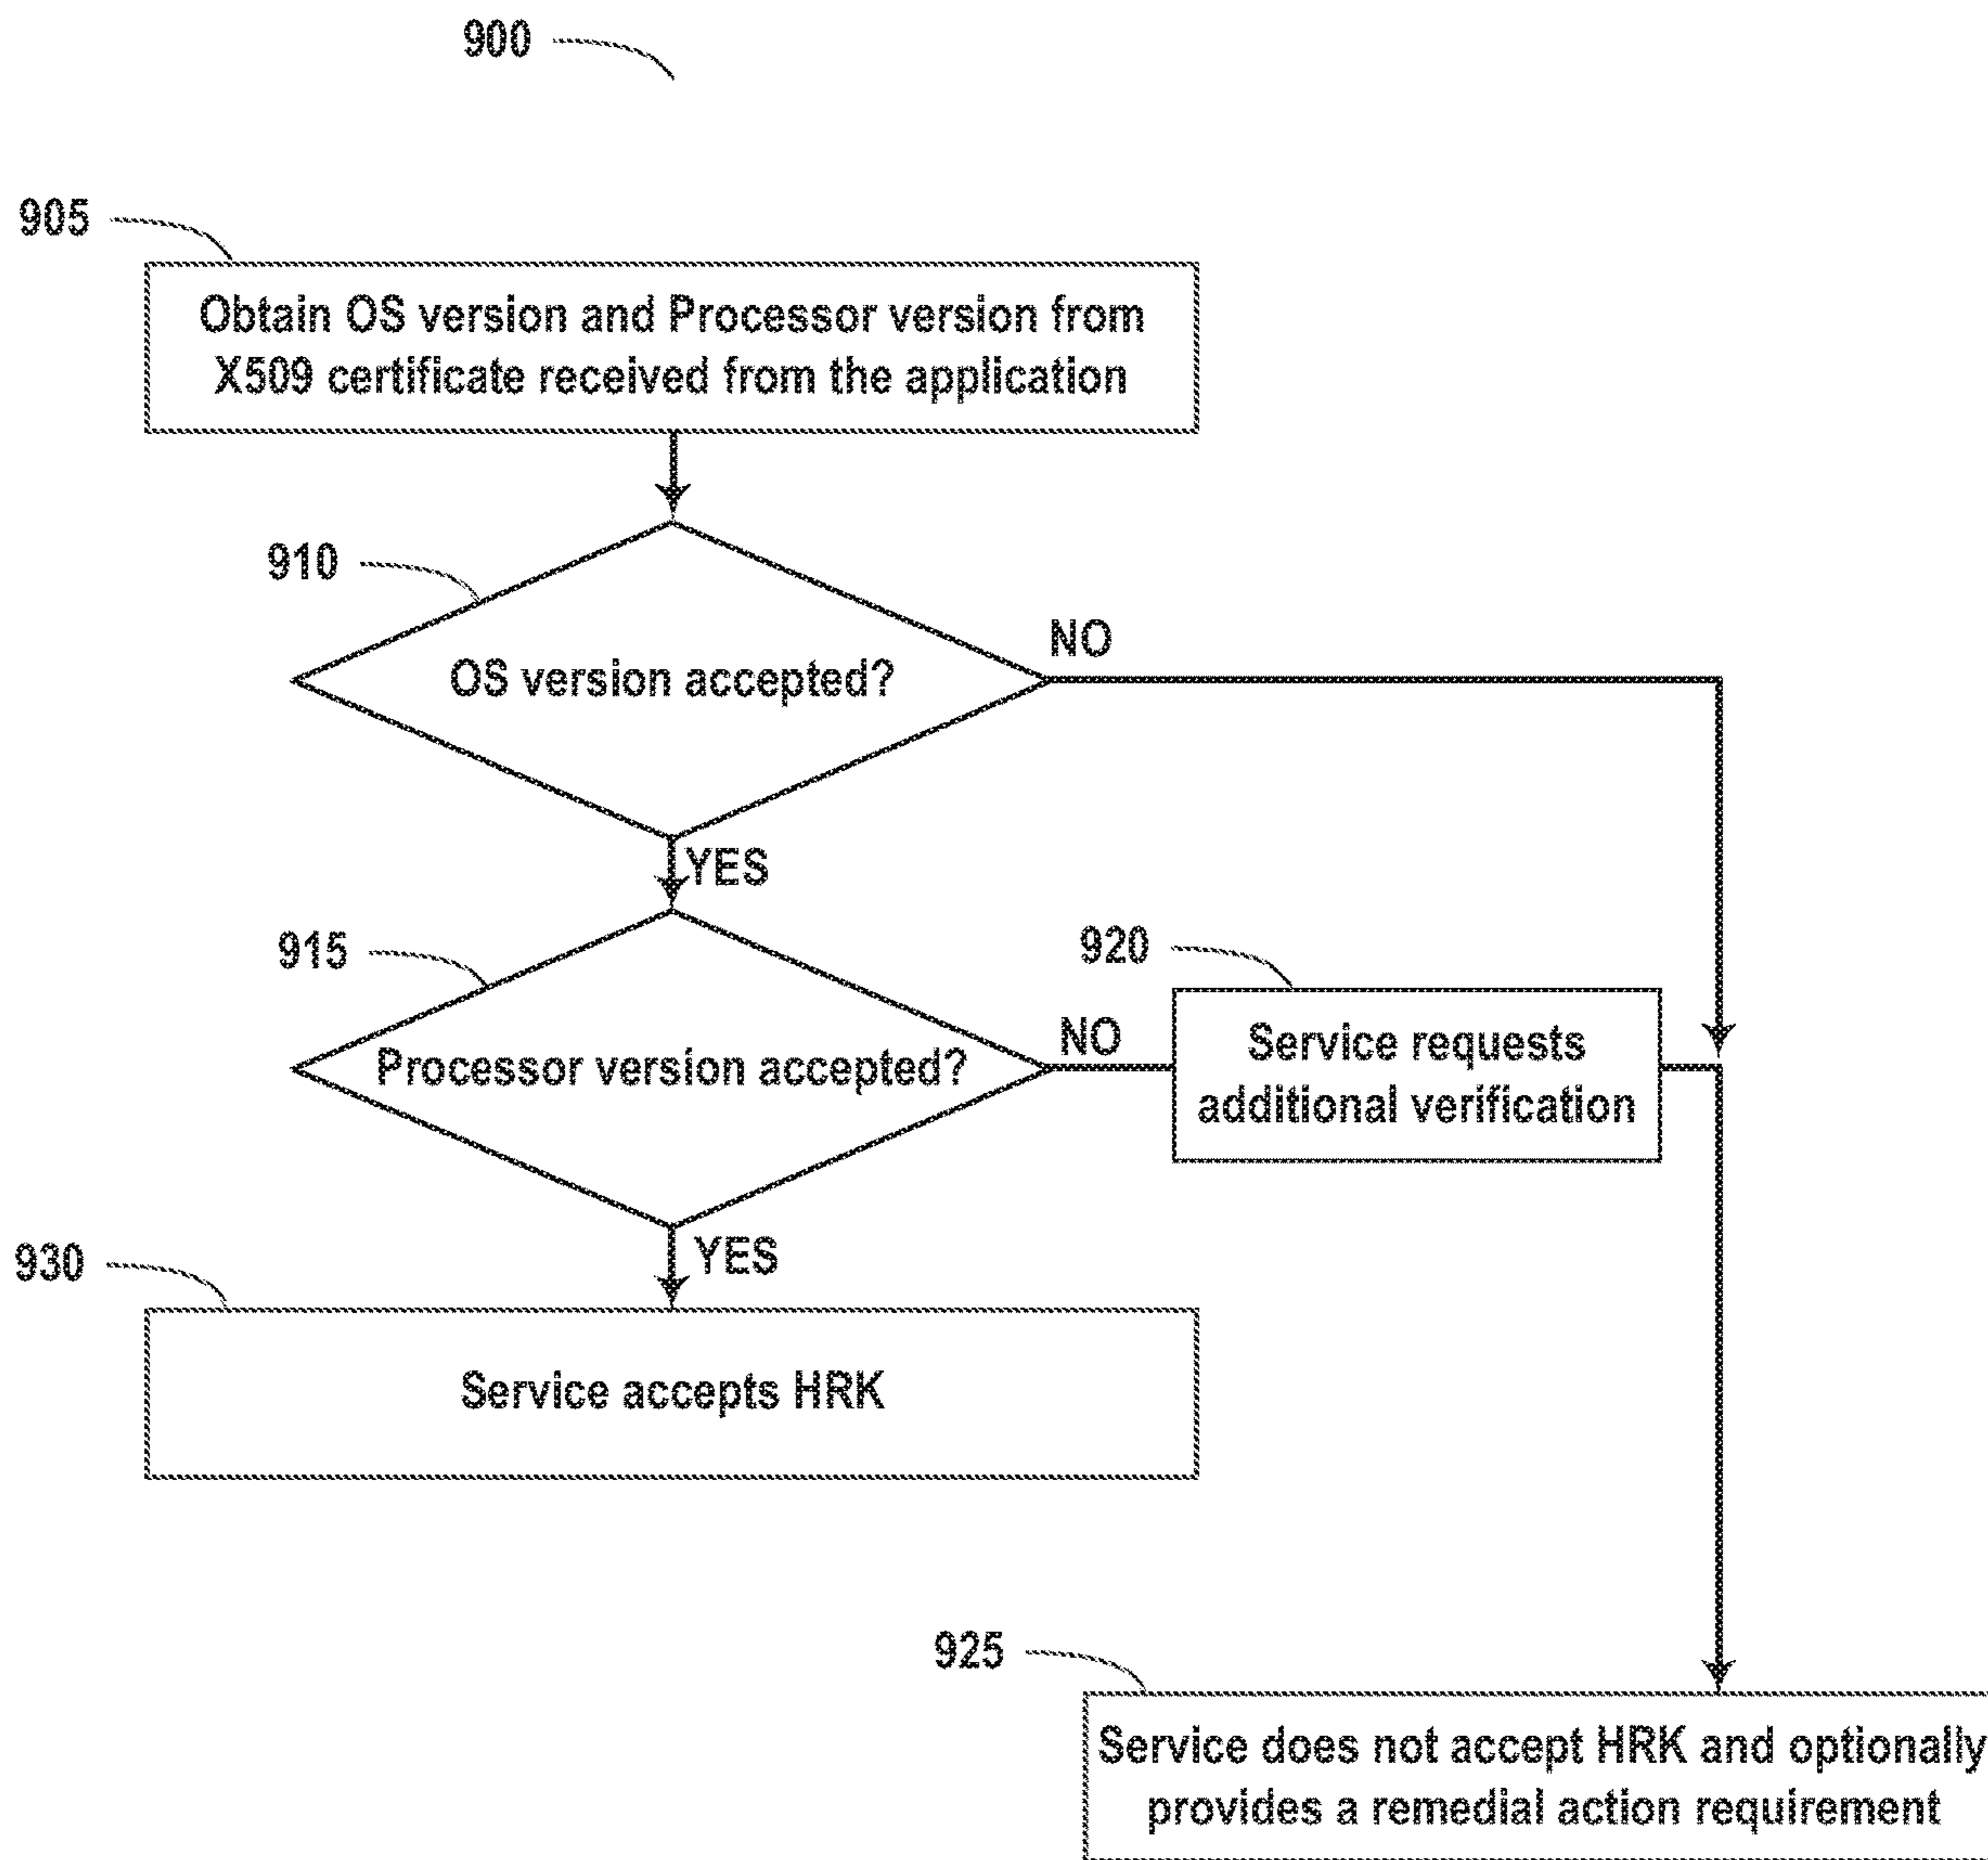 900
905
Obtain OS version and Processor version from
X509 certificate received from the application
910
OS version accepted?
NO
YES
915
Processor version accepted?
NO
920
Service requests
additional verification
YES
930
Service accepts HRK
925
Service does not accept HRK and optionally
provides a remedial action requirement